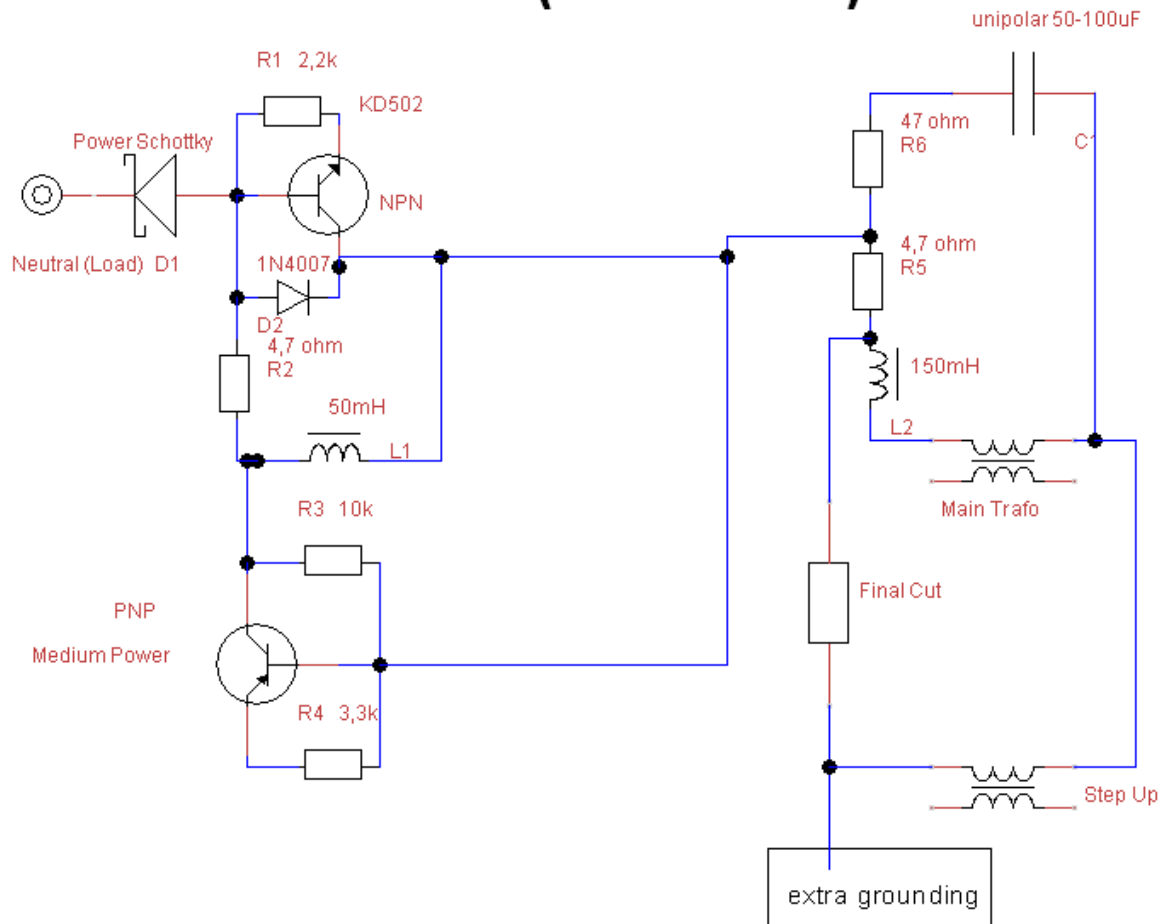 unipolar 50-100uF
R1 2,2k
KD502
Power Schottky
47 ohm
R6
C1
NPN
4,7 ohm
R5
Neutral (Load) D1
1N4007
D2
4,7 ohm
R2
150mH
50mH
L2
L1
R3 10k
Main Trafo
Final Cut
PNP
Medium Power
R4 3,3k
Step Up
extra grounding